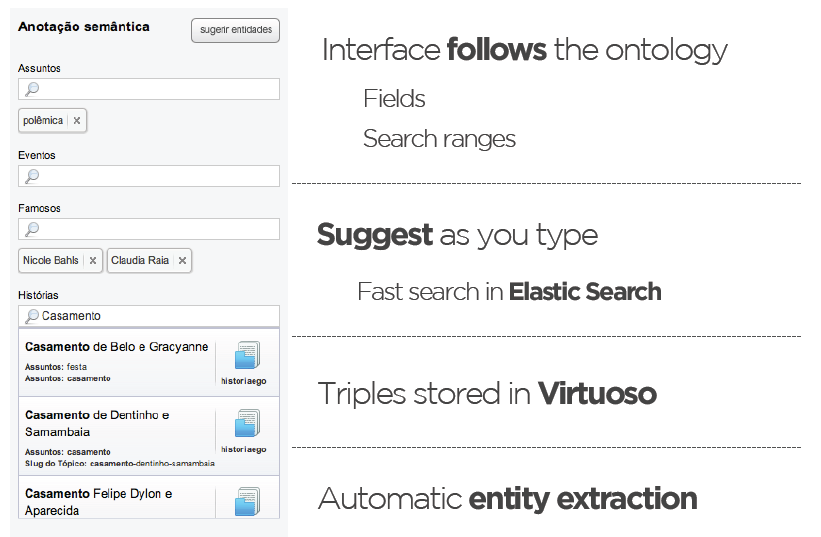 Anotação semântica
sugerir entidades
Assuntos
polêmica x
Eventos
Famosos
Nicole Bahls x Claudia Raia x
Histórias
Casamento
Casamento de Belo e Gracyanne
Assuntos: festa
Assuntos: casamento
historiaego
Casamento de Dentinho e
Samambaia
Assuntos: casamento
Slug do Tópico: casamento-dentinho-samambaia
historiaego
Casamento Felipe Dylon e
Aparecida
Interface follows the ontology
Fields
Search ranges
Suggest as you type
Fast search in Elastic Search
Triples stored in Virtuoso
Automatic entity extraction